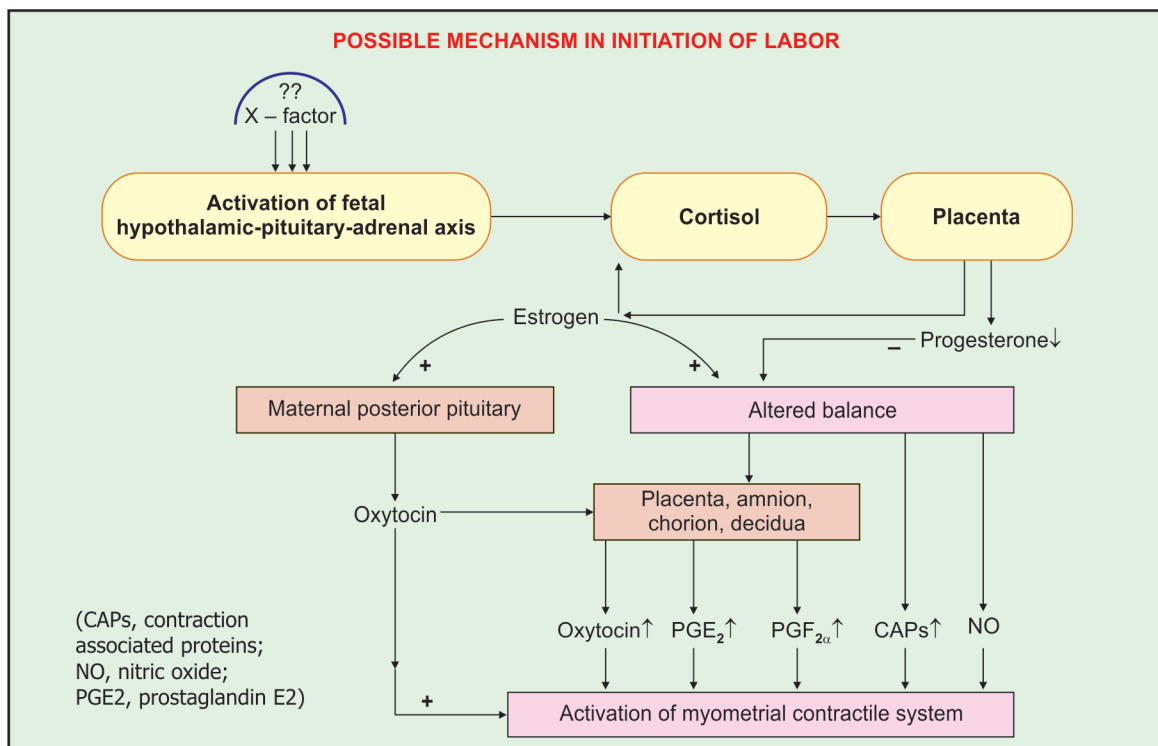 POSSIBLE MECHANISM IN INITIATION OF LABOR
??
X – factor
Activation of fetal
hypothalamic-pituitary-adrenal axis
Cortisol
Placenta
Estrogen
Progesterone↓
–
+
+
Maternal posterior pituitary
Altered balance
Oxytocin
Placenta, amnion,
chorion, decidua
(CAPs, contraction
associated proteins;
NO, nitric oxide;
PGE2, prostaglandin E2)
Oxytocin↑
PGE₂↑
PGF₂α↑
CAPs↑
NO
+
Activation of myometrial contractile system